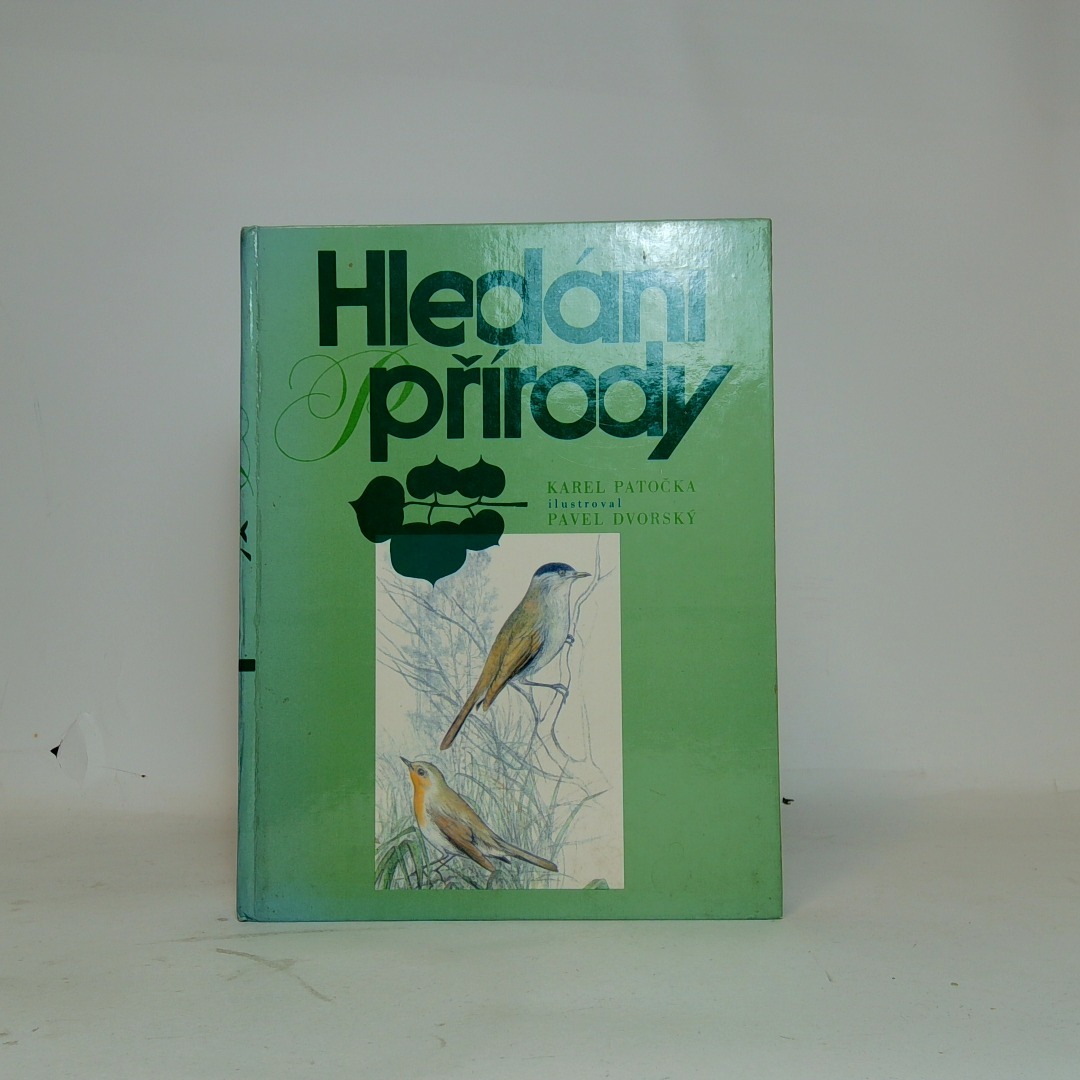 Hledání
přírody
KAREL PATOČKA
ilustroval
PAVEL DVORSKÝ